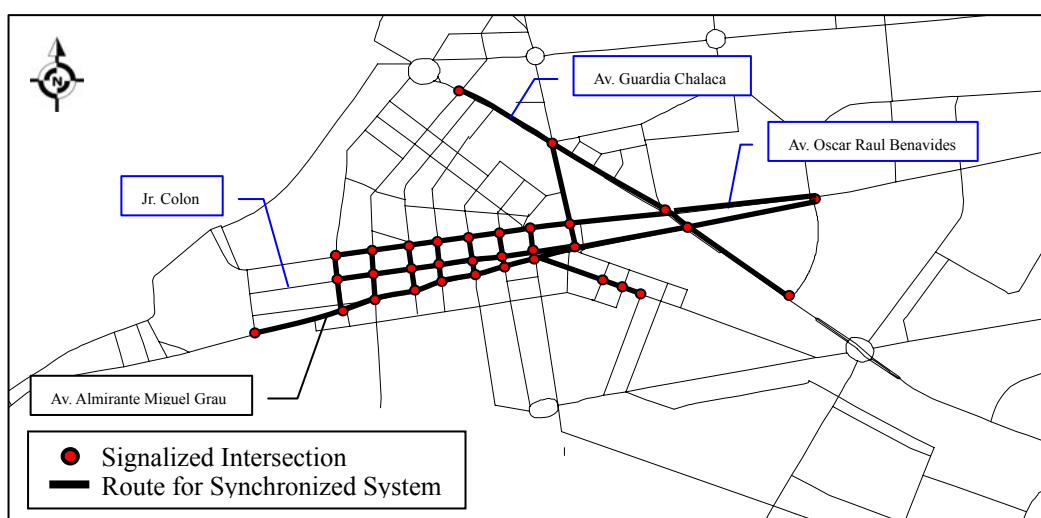 N
Av. Guardia Chalaca
Av. Oscar Raul Benavides
Jr. Colon
Av. Almirante Miguel Grau
Signalized Intersection
Route for Synchronized System